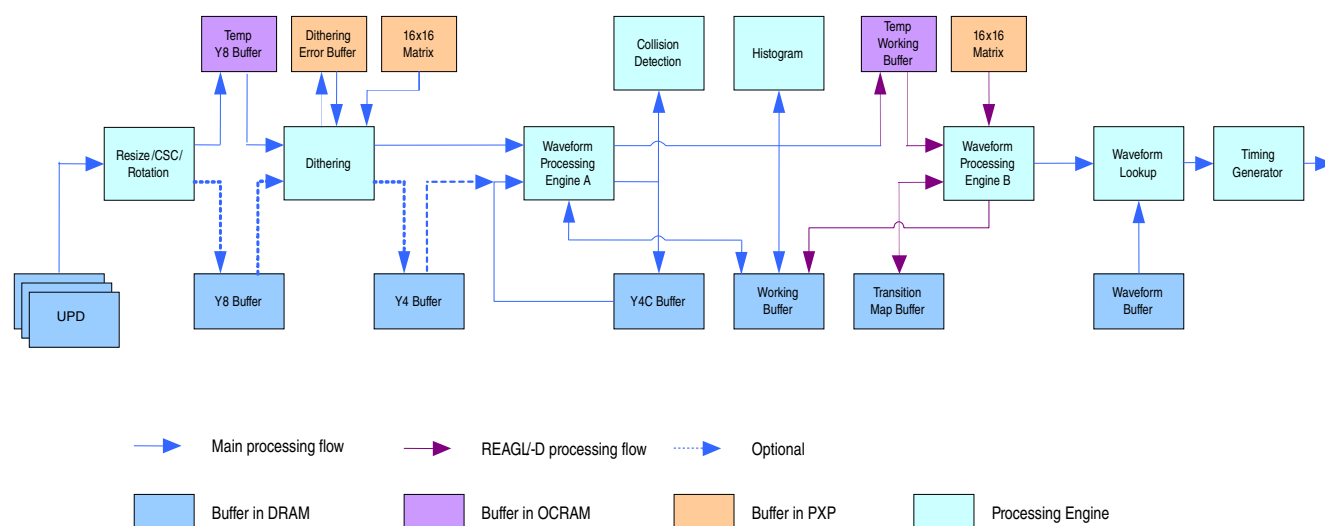 Temp
Y8 Buffer
Dithering
Error Buffer
16x16
Matrix
Collision
Detection
Histogram
Temp
Working
Buffer
16x16
Matrix
Resize/CSC/
Rotation
Dithering
Waveform
Processing
Engine A
Waveform
Processing
Engine B
Waveform
Lookup
Timing
Generator
UPD
Y8 Buffer
Y4 Buffer
Y4C Buffer
Working
Buffer
Transition
Map Buffer
Waveform
Buffer
Main processing flow
REAGL/-D processing flow
Optional
Buffer in DRAM
Buffer in OCRAM
Buffer in PXP
Processing Engine